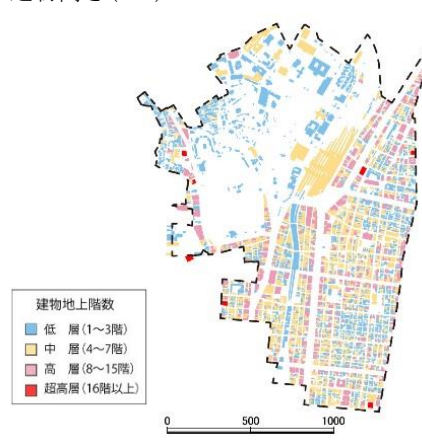 建物地上階数
低 層(1〜3階)
中 層(4〜7階)
高 層(8〜15階)
超高層(16階以上)
0 500 1000